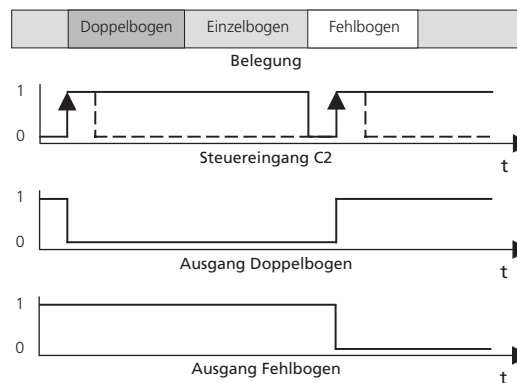 Doppelbogen Einzelbogen Fehlbogen
Belegung
1
0
Steuereingang C2
t
1
0
Ausgang Doppelbogen
t
1
0
Ausgang Fehlbogen
t